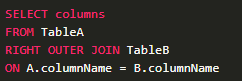 SELECT columns
FROM TableA
RIGHT OUTER JOIN TableB
ON A.columnName = B.columnName